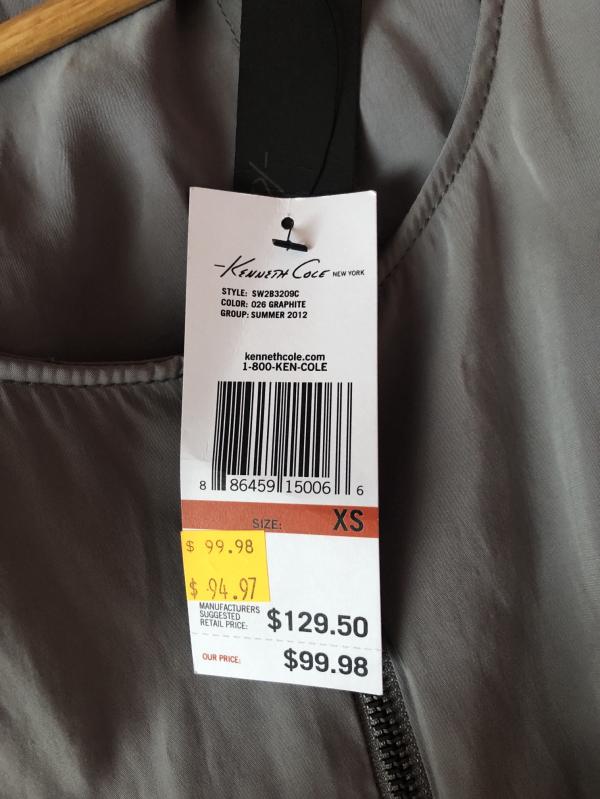 KENNETH COLE NEW YORK
STYLE: SW2B3209C
COLOR: 026 GRAPHITE
GROUP: SUMMER 2012
kennethcole.com
1-800-KEN-COLE
8 86459 15006 6
SIZE: XS
$ 99.98
$ 94.97
MANUFACTURERS
SUGGESTED
RETAIL PRICE: $129.50
OUR PRICE: $99.98